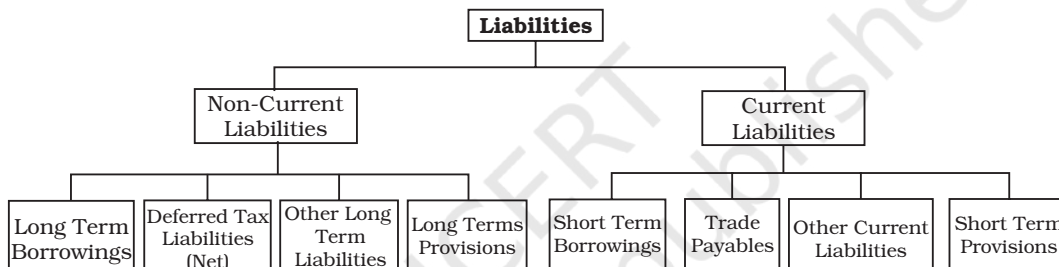 Liabilities
Non-Current
Liabilities
Current
Liabilities
Long Term
Borrowings
Deferred Tax
Liabilities
(Net)
Other Long
Term
Liabilities
Long Terms
Provisions
Short Term
Borrowings
Trade
Payables
Other Current
Liabilities
Short Term
Provisions